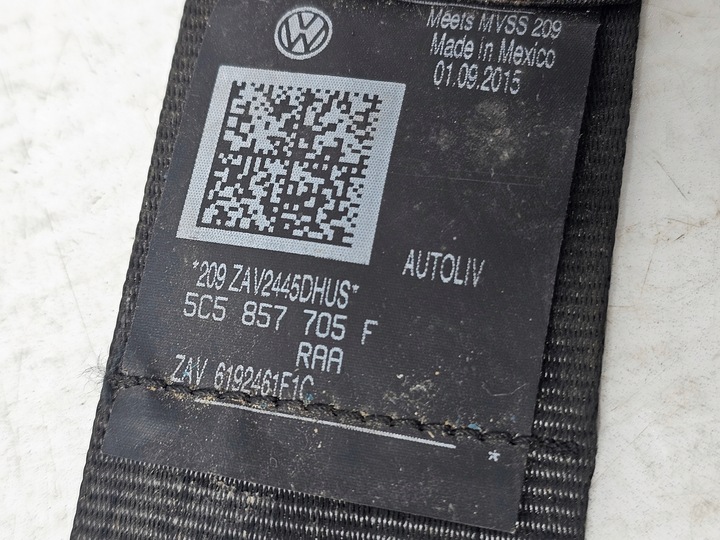 Meets MVSS 209
Made In Mexico
01.09.2015
AUTOLIV
*209 ZAV2445DHUS*
5C5 857 705 F
RAA
ZAV 6192461F1C
*